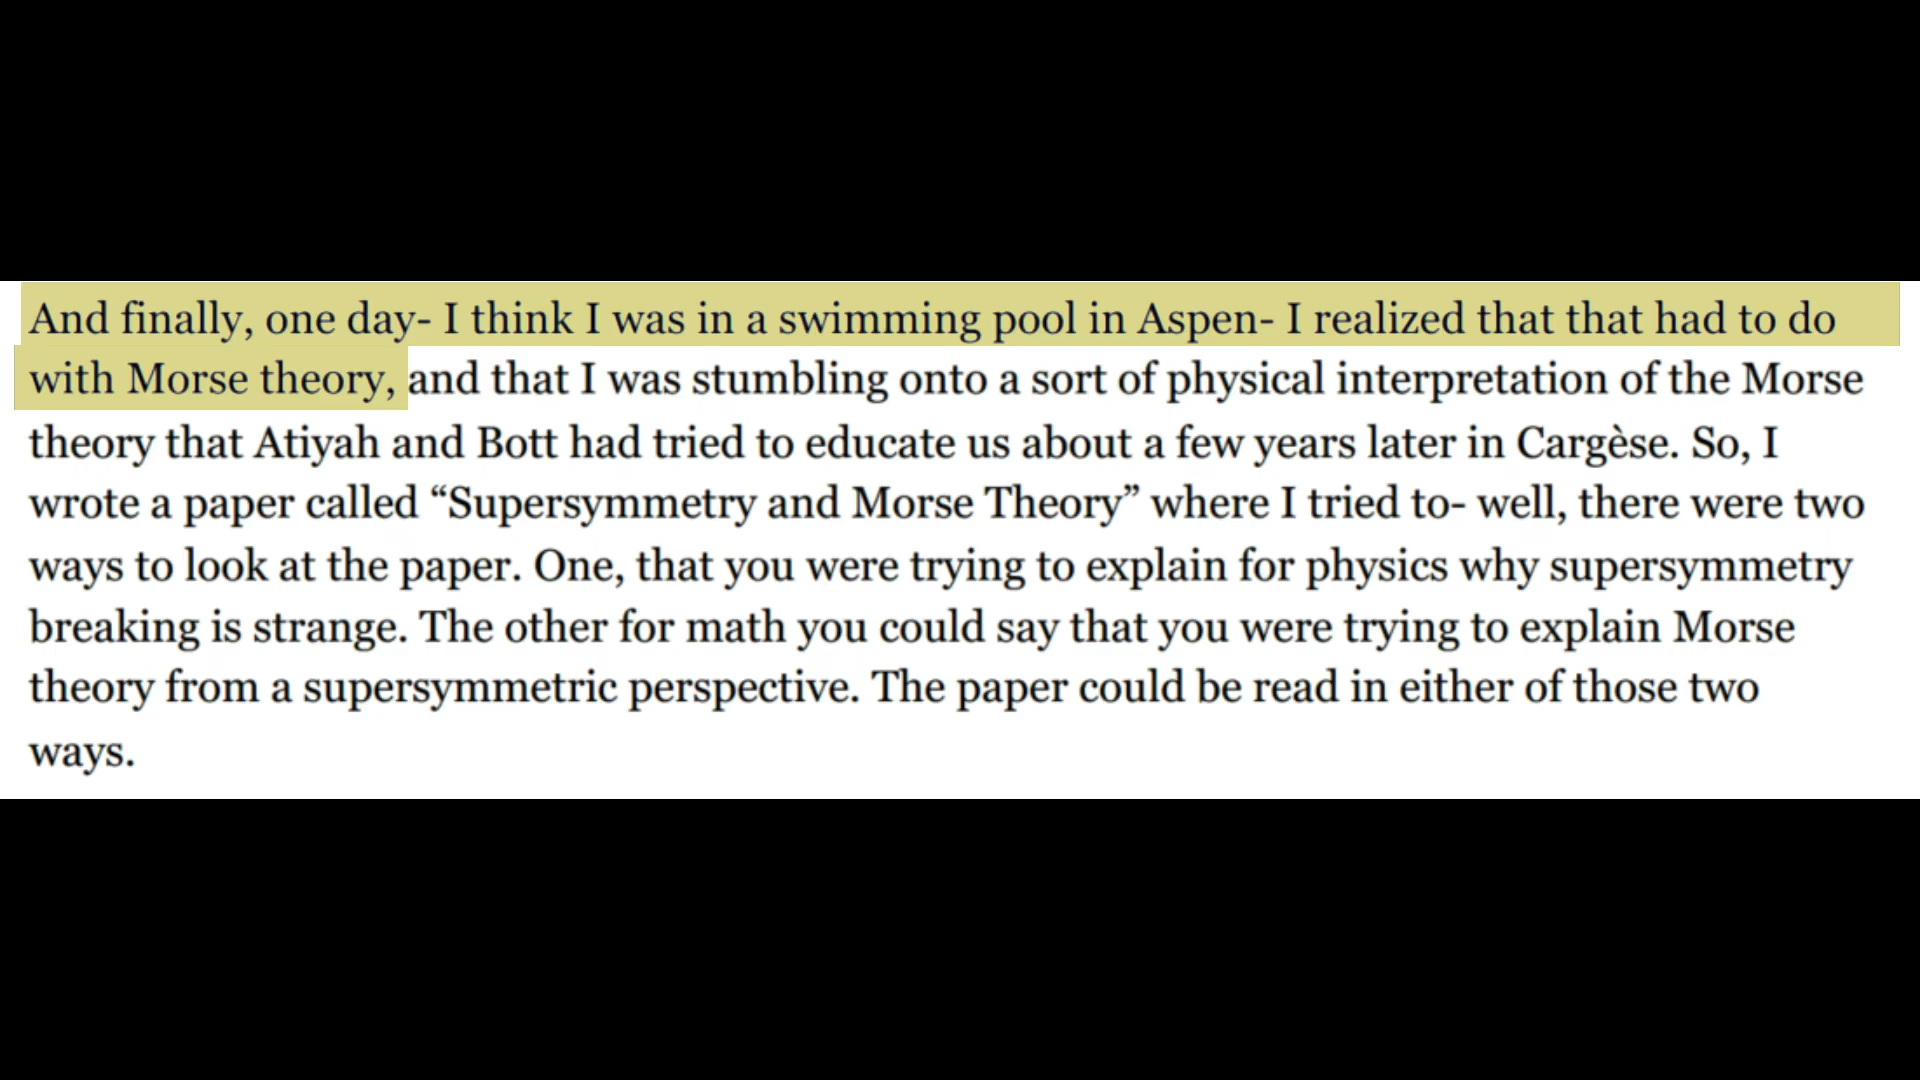 And finally, one day- I think I was in a swimming pool in Aspen- I realized that that had to do
with Morse theory, and that I was stumbling onto a sort of physical interpretation of the Morse
theory that Atiyah and Bott had tried to educate us about a few years later in Cargèse. So, I
wrote a paper called “Supersymmetry and Morse Theory” where I tried to- well, there were two
ways to look at the paper. One, that you were trying to explain for physics why supersymmetry
breaking is strange. The other for math you could say that you were trying to explain Morse
theory from a supersymmetric perspective. The paper could be read in either of those two
ways.